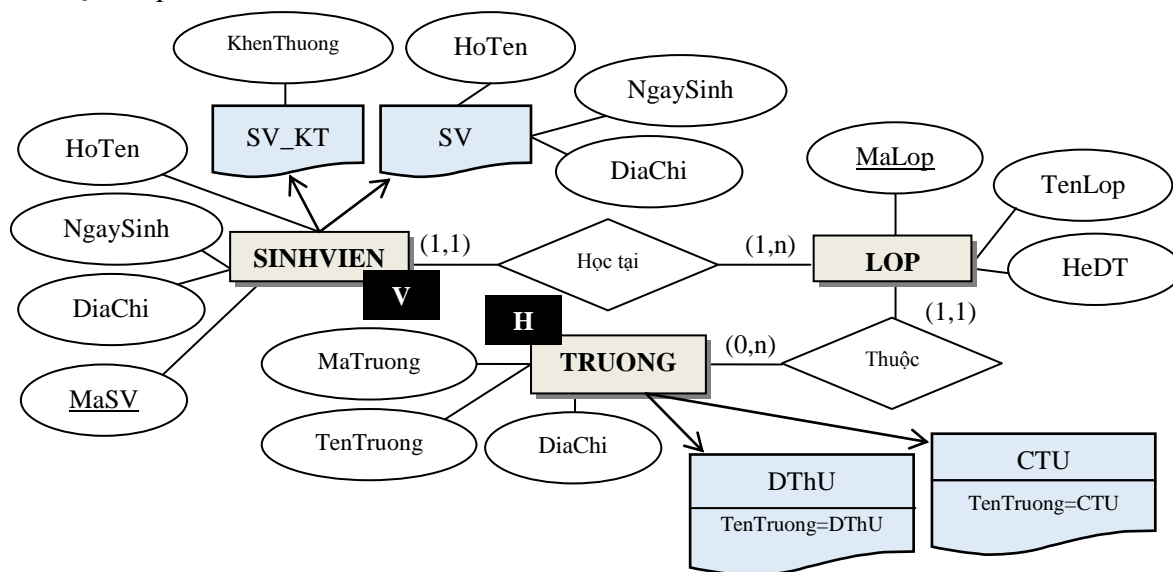 KhenThuong
HoTen
NgaySinh
SV_KT
SV
HoTen
DiaChi
MaLop
TenLop
NgaySinh
SINHVIEN
(1,1)
Học tại
(1,n)
LOP
HeDT
DiaChi
V
H
(1,1)
MaTruong
TRUONG
(0,n)
Thuộc
MaSV
TenTruong
DiaChi
CTU
DThU
TenTruong=CTU
TenTruong=DThU